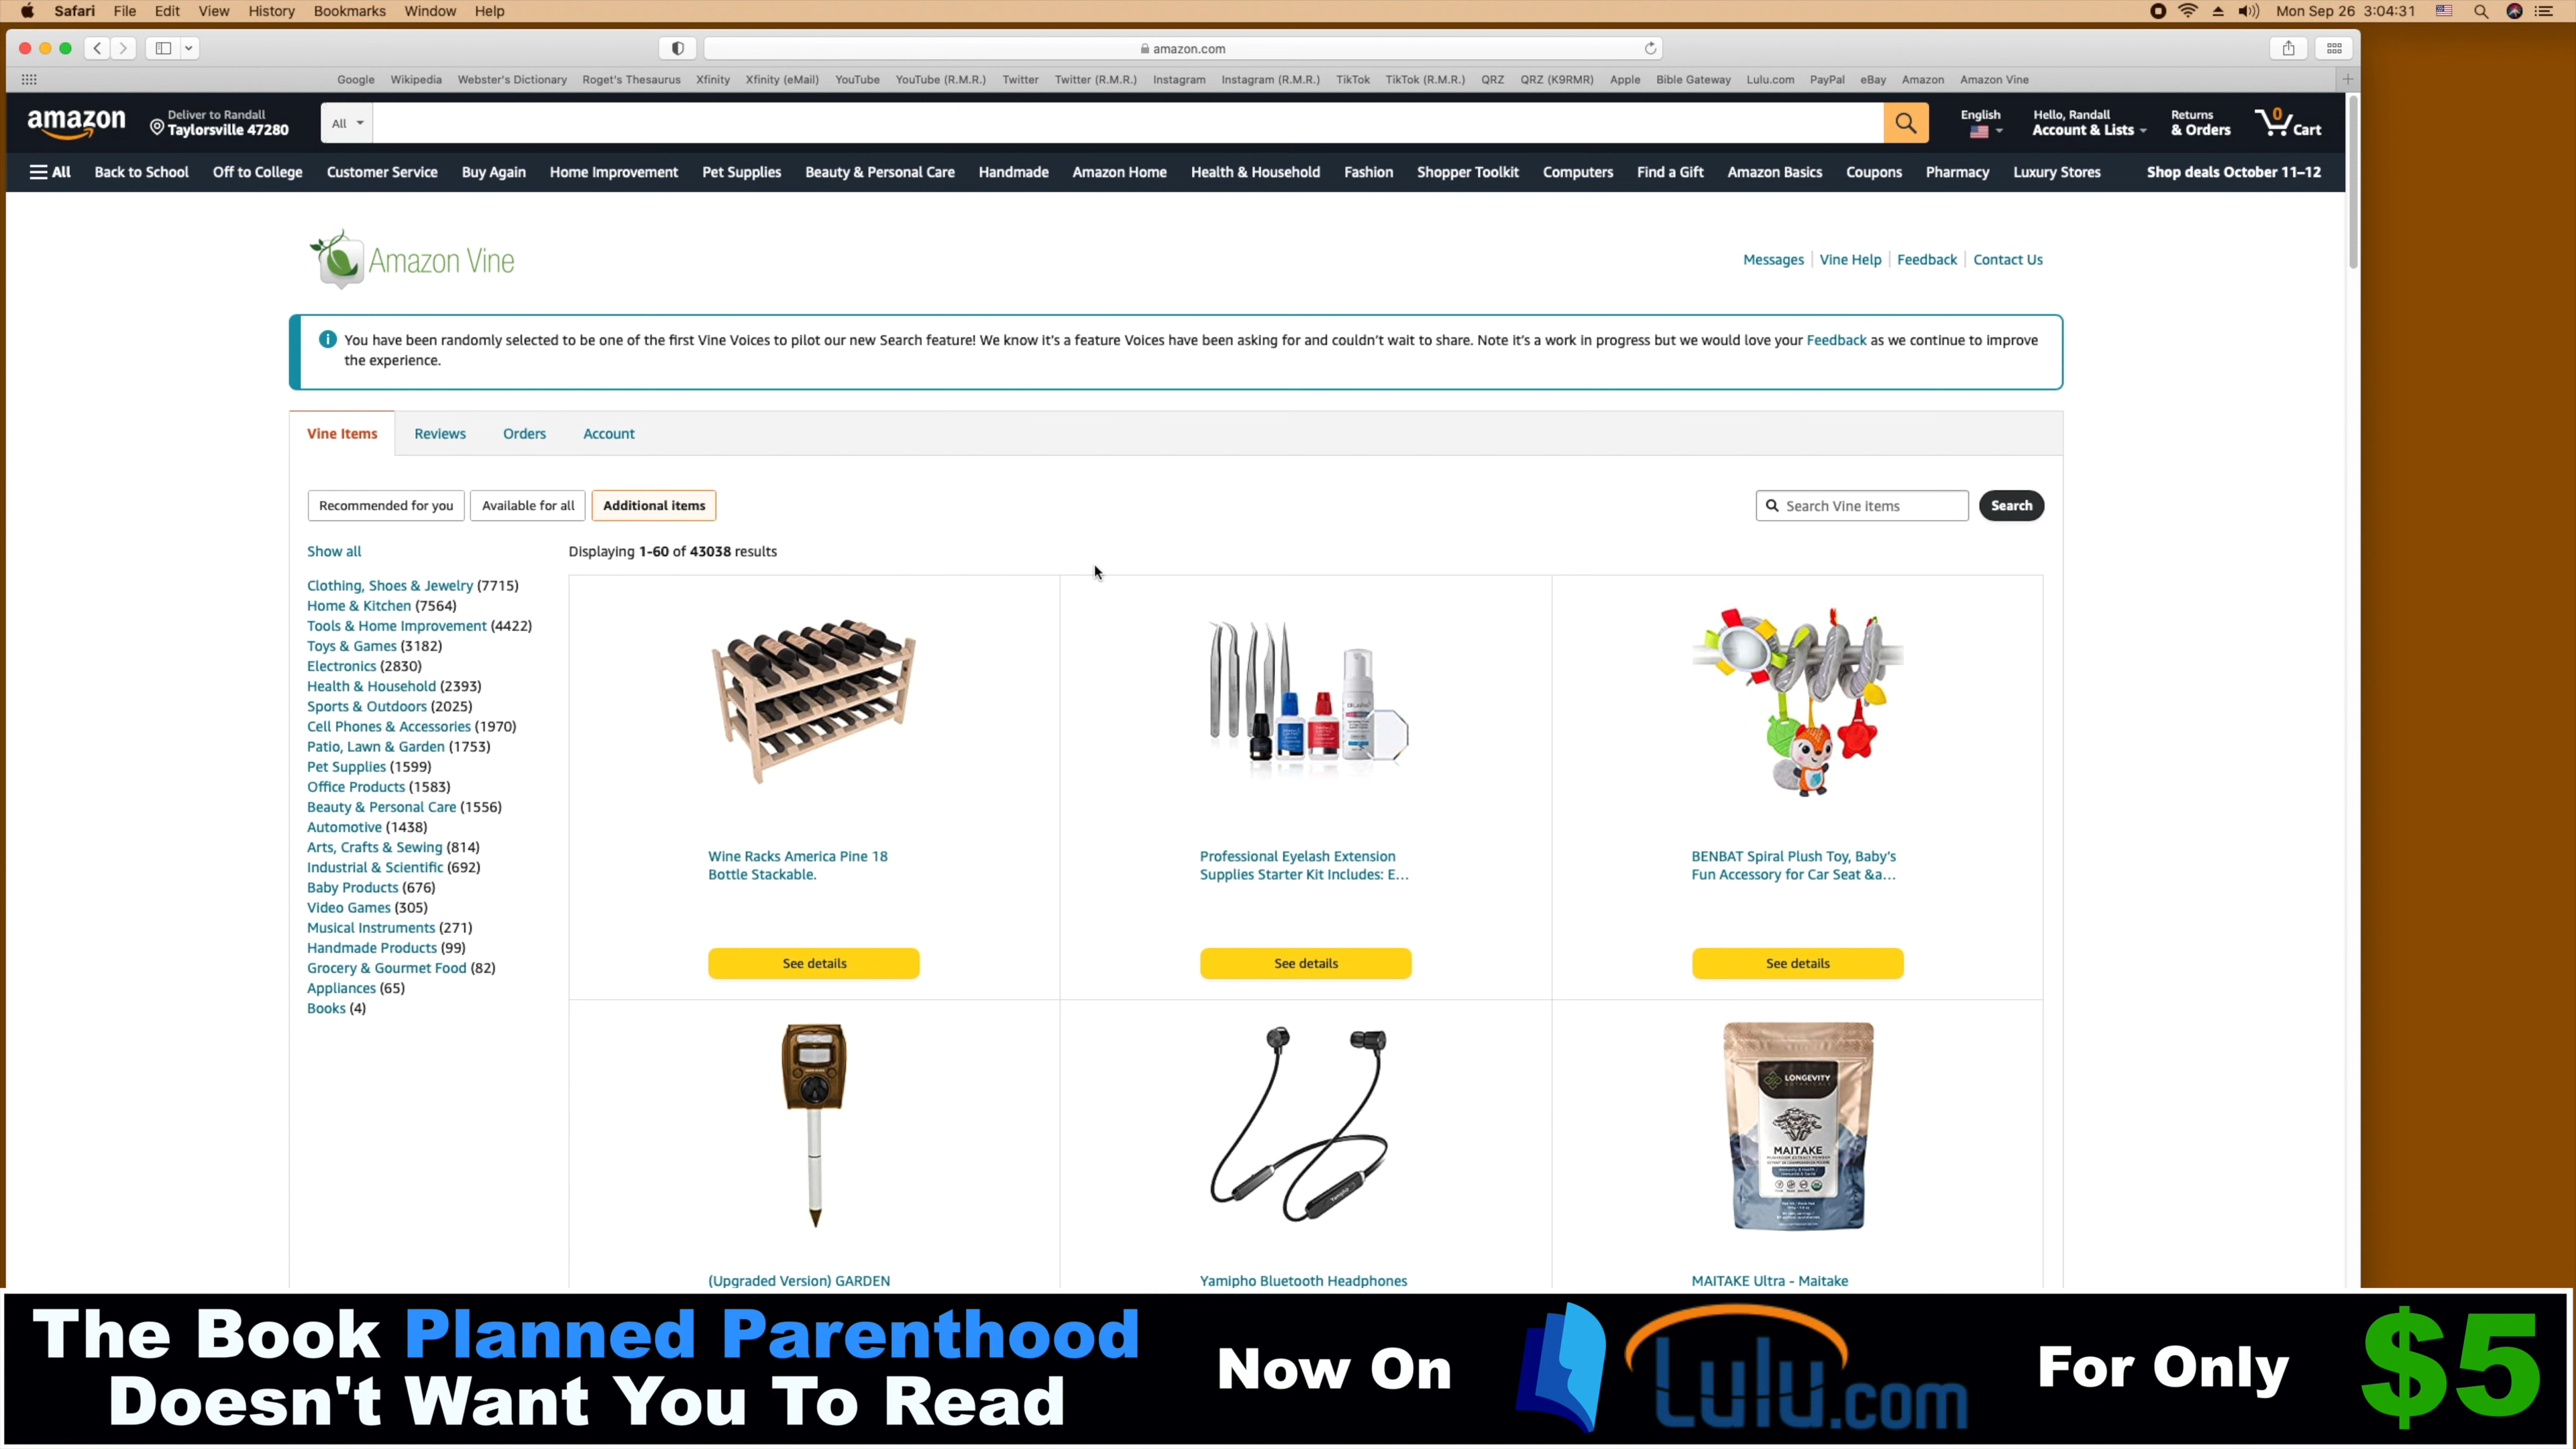 Safari File Edit View History Bookmarks Window Help
Mon Sep 26 3:04:31
amazon.com
Google Wikipedia Webster's Dictionary Roget's Thesaurus Xfinity Xfinity (eMail) YouTube YouTube (R.M.R.) Twitter Twitter (R.M.R.) Instagram Instagram (R.M.R.) TikTok TikTok (R.M.R.) QRZ QRZ (K9RMR) Apple Bible Gateway Lulu.com PayPal eBay Amazon Amazon Vine
amazon
Deliver to Randall
Taylorsville 47280
All
English
Hello, Randall
Account & Lists
Returns
& Orders
0
Cart
All Back to School Off to College Customer Service Buy Again Home Improvement Pet Supplies Beauty & Personal Care Handmade Amazon Home Health & Household Fashion Shopper Toolkit Computers Find a Gift Amazon Basics Coupons Pharmacy Luxury Stores Shop deals October 11–12
Amazon Vine
Messages Vine Help Feedback Contact Us
You have been randomly selected to be one of the first Vine Voices to pilot our new Search feature! We know it's a feature Voices have been asking for and couldn't wait to share. Note it's a work in progress but we would love your Feedback as we continue to improve
the experience.
Vine Items Reviews Orders Account
Recommended for you Available for all Additional items
Search Vine items Search
Show all
Displaying 1-60 of 43038 results
Clothing, Shoes & Jewelry (7715)
Home & Kitchen (7564)
Tools & Home Improvement (4422)
Toys & Games (3182)
Electronics (2830)
Health & Household (2393)
Sports & Outdoors (2025)
Cell Phones & Accessories (1970)
Patio, Lawn & Garden (1753)
Pet Supplies (1599)
Office Products (1583)
Beauty & Personal Care (1556)
Automotive (1438)
Arts, Crafts & Sewing (814)
Industrial & Scientific (692)
Baby Products (676)
Video Games (305)
Musical Instruments (271)
Handmade Products (99)
Grocery & Gourmet Food (82)
Appliances (65)
Books (4)
Wine Racks America Pine 18
Bottle Stackable.
See details
Professional Eyelash Extension
Supplies Starter Kit Includes: E...
See details
BENBAT Spiral Plush Toy, Baby's
Fun Accessory for Car Seat &a...
See details
LONGEVITY
MAITAKE
(Upgraded Version) GARDEN
Yamipho Bluetooth Headphones
MAITAKE Ultra - Maitake
The Book Planned Parenthood
Doesn't Want You To Read
Now On
Lulu.com
For Only
$5